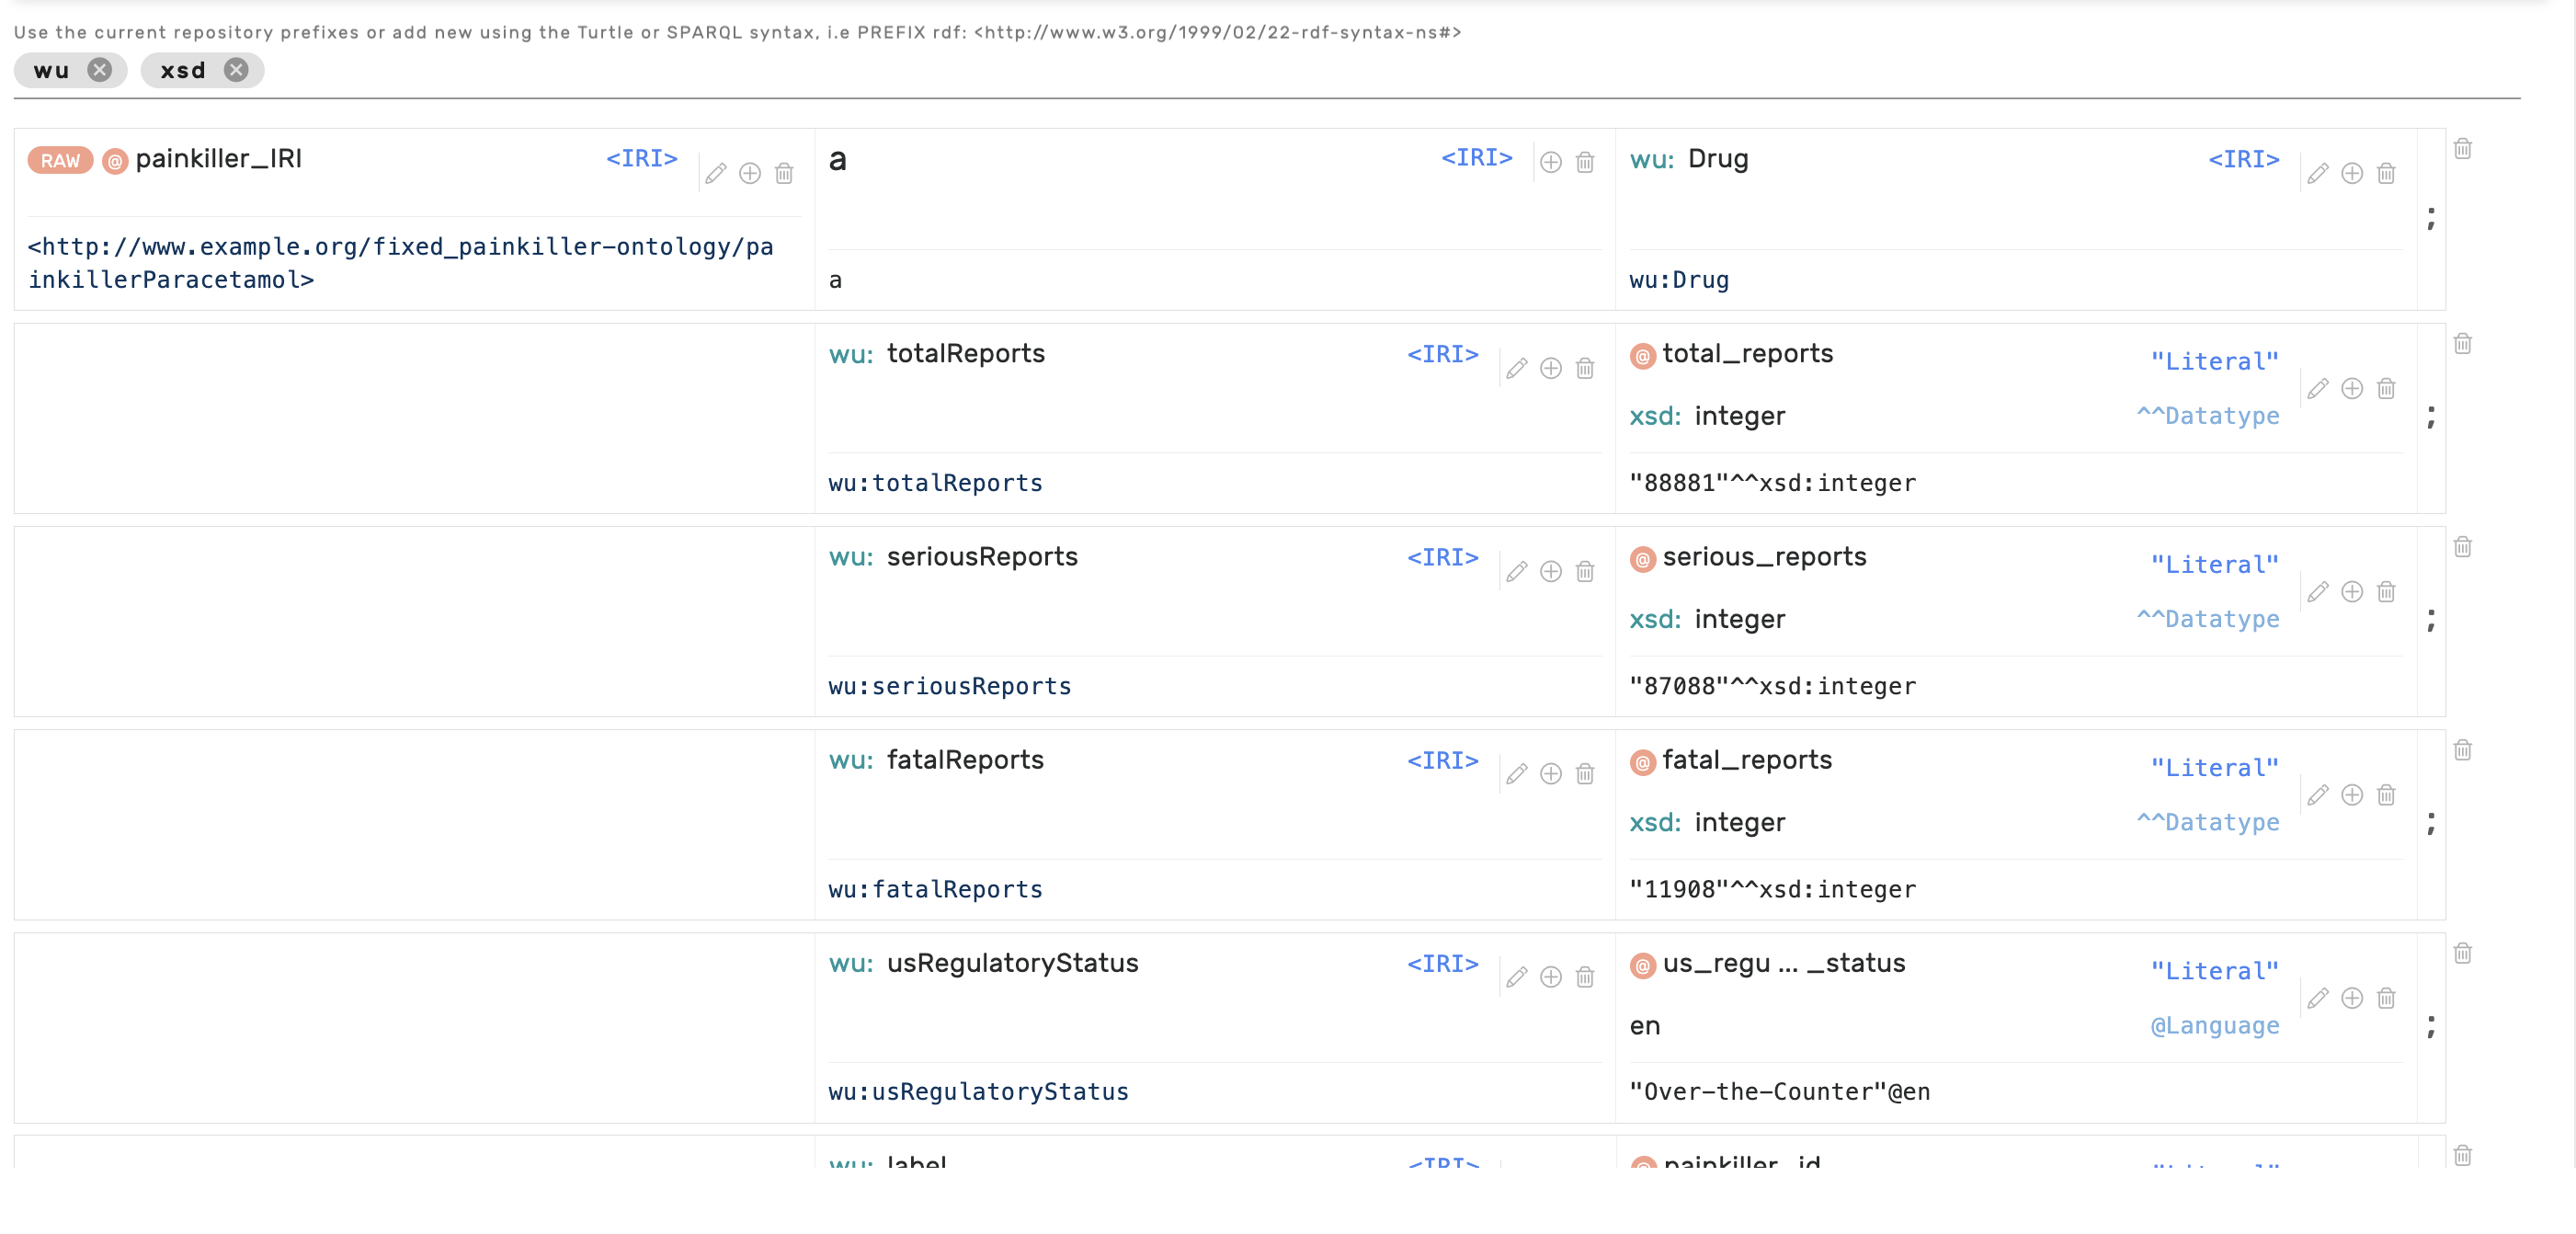 Use the current repository prefixes or add new using the Turtle or SPARQL syntax, i.e PREFIX rdf: <http://www.w3.org/1999/02/22-rdf-syntax-ns#>
wu xsd
RAW @ painkiller_IRI <IRI> a <IRI> wu: Drug <IRI>
;
<http://www.example.org/fixed_painkiller-ontology/pa
inkillerParacetamol> a wu:Drug
wu: totalReports <IRI> @ total_reports "Literal"
xsd: integer ^^Datatype ;
wu:totalReports "88881"^^xsd:integer
wu: seriousReports <IRI> @ serious_reports "Literal"
xsd: integer ^^Datatype ;
wu:seriousReports "87088"^^xsd:integer
wu: fatalReports <IRI> @ fatal_reports "Literal"
xsd: integer ^^Datatype ;
wu:fatalReports "11908"^^xsd:integer
wu: usRegulatoryStatus <IRI> @ us_regu ... _status "Literal"
en @Language ;
wu:usRegulatoryStatus "Over-the-Counter"@en
wu: label <IRI> @ painkiller_id "Literal"